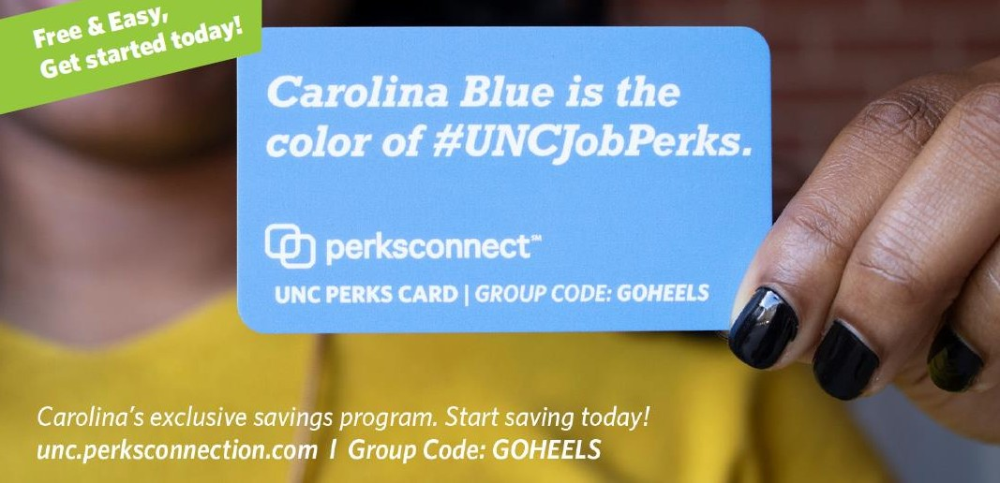 Free & Easy,
Get started today!
Carolina Blue is the
color of #UNCJobPerks.
perksconnect℠
UNC PERKS CARD | GROUP CODE: GOHEELS
Carolina’s exclusive savings program. Start saving today!
unc.perksconnection.com | Group Code: GOHEELS